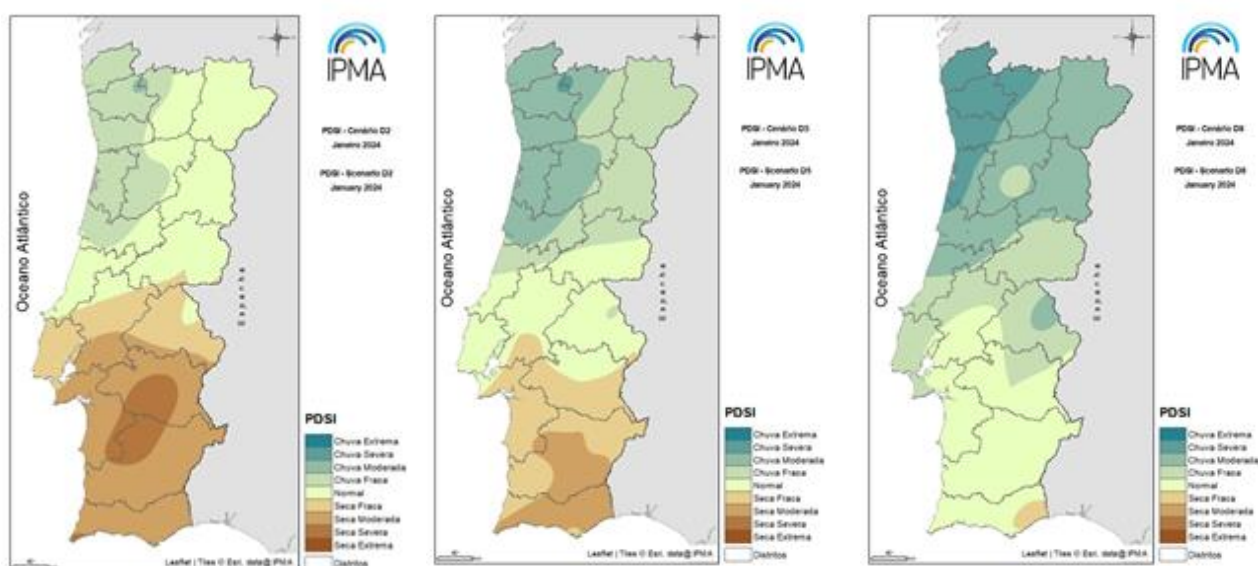 IPMA
PDSI - Cenário D2
Janeiro 2024
PDSI - Scenario D2
January 2024
Oceano Atlântico
Espanha
PDSI
Chuva Extrema
Chuva Severa
Chuva Moderada
Chuva Fraca
Normal
Seca Fraca
Seca Moderada
Seca Severa
Seca Extrema
Distritos
Leaflet | Tiles © Esri, data@ IPMA
IPMA
PDSI - Cenário D5
Janeiro 2024
PDSI - Scenario D5
January 2024
Oceano Atlântico
Espanha
PDSI
Chuva Extrema
Chuva Severa
Chuva Moderada
Chuva Fraca
Normal
Seca Fraca
Seca Moderada
Seca Severa
Seca Extrema
Distritos
Leaflet | Tiles © Esri, data@ IPMA
IPMA
PDSI - Cenário D8
Janeiro 2024
PDSI - Scenario D8
January 2024
Oceano Atlântico
Espanha
PDSI
Chuva Extrema
Chuva Severa
Chuva Moderada
Chuva Fraca
Normal
Seca Fraca
Seca Moderada
Seca Severa
Seca Extrema
Distritos
Leaflet | Tiles © Esri, data@ IPMA